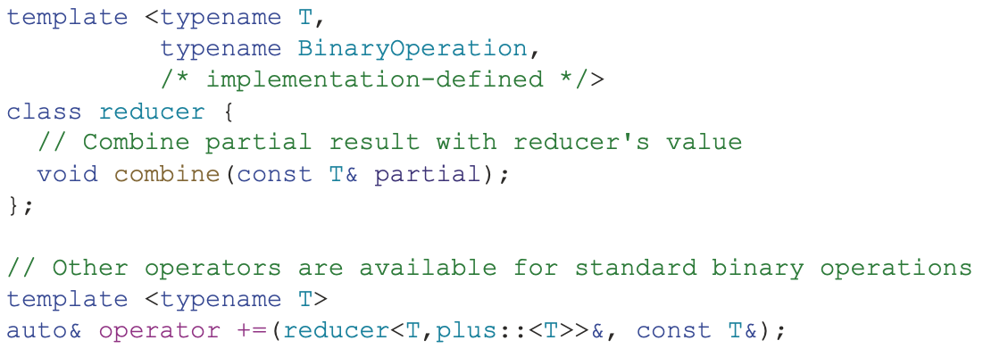 template <typename T,
          typename BinaryOperation,
          /* implementation-defined */>
class reducer {
  // Combine partial result with reducer's value
  void combine(const T& partial);
};

// Other operators are available for standard binary operations
template <typename T>
auto& operator +=(reducer<T,plus::<T>>&, const T&);